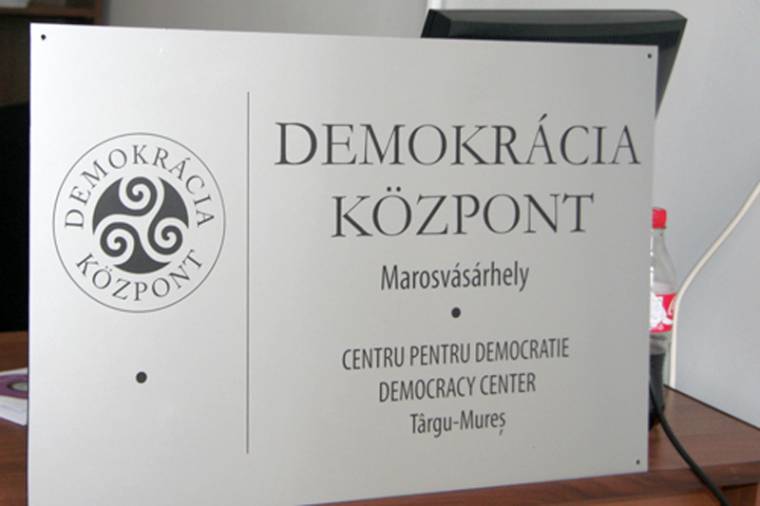 DEMOKRÁCIA
KÖZPONT
DEMOKRÁCIA
KÖZPONT
Marosvásárhely
•
CENTRU PENTRU DEMOCRATIE
DEMOCRACY CENTER
Târgu-Mureș